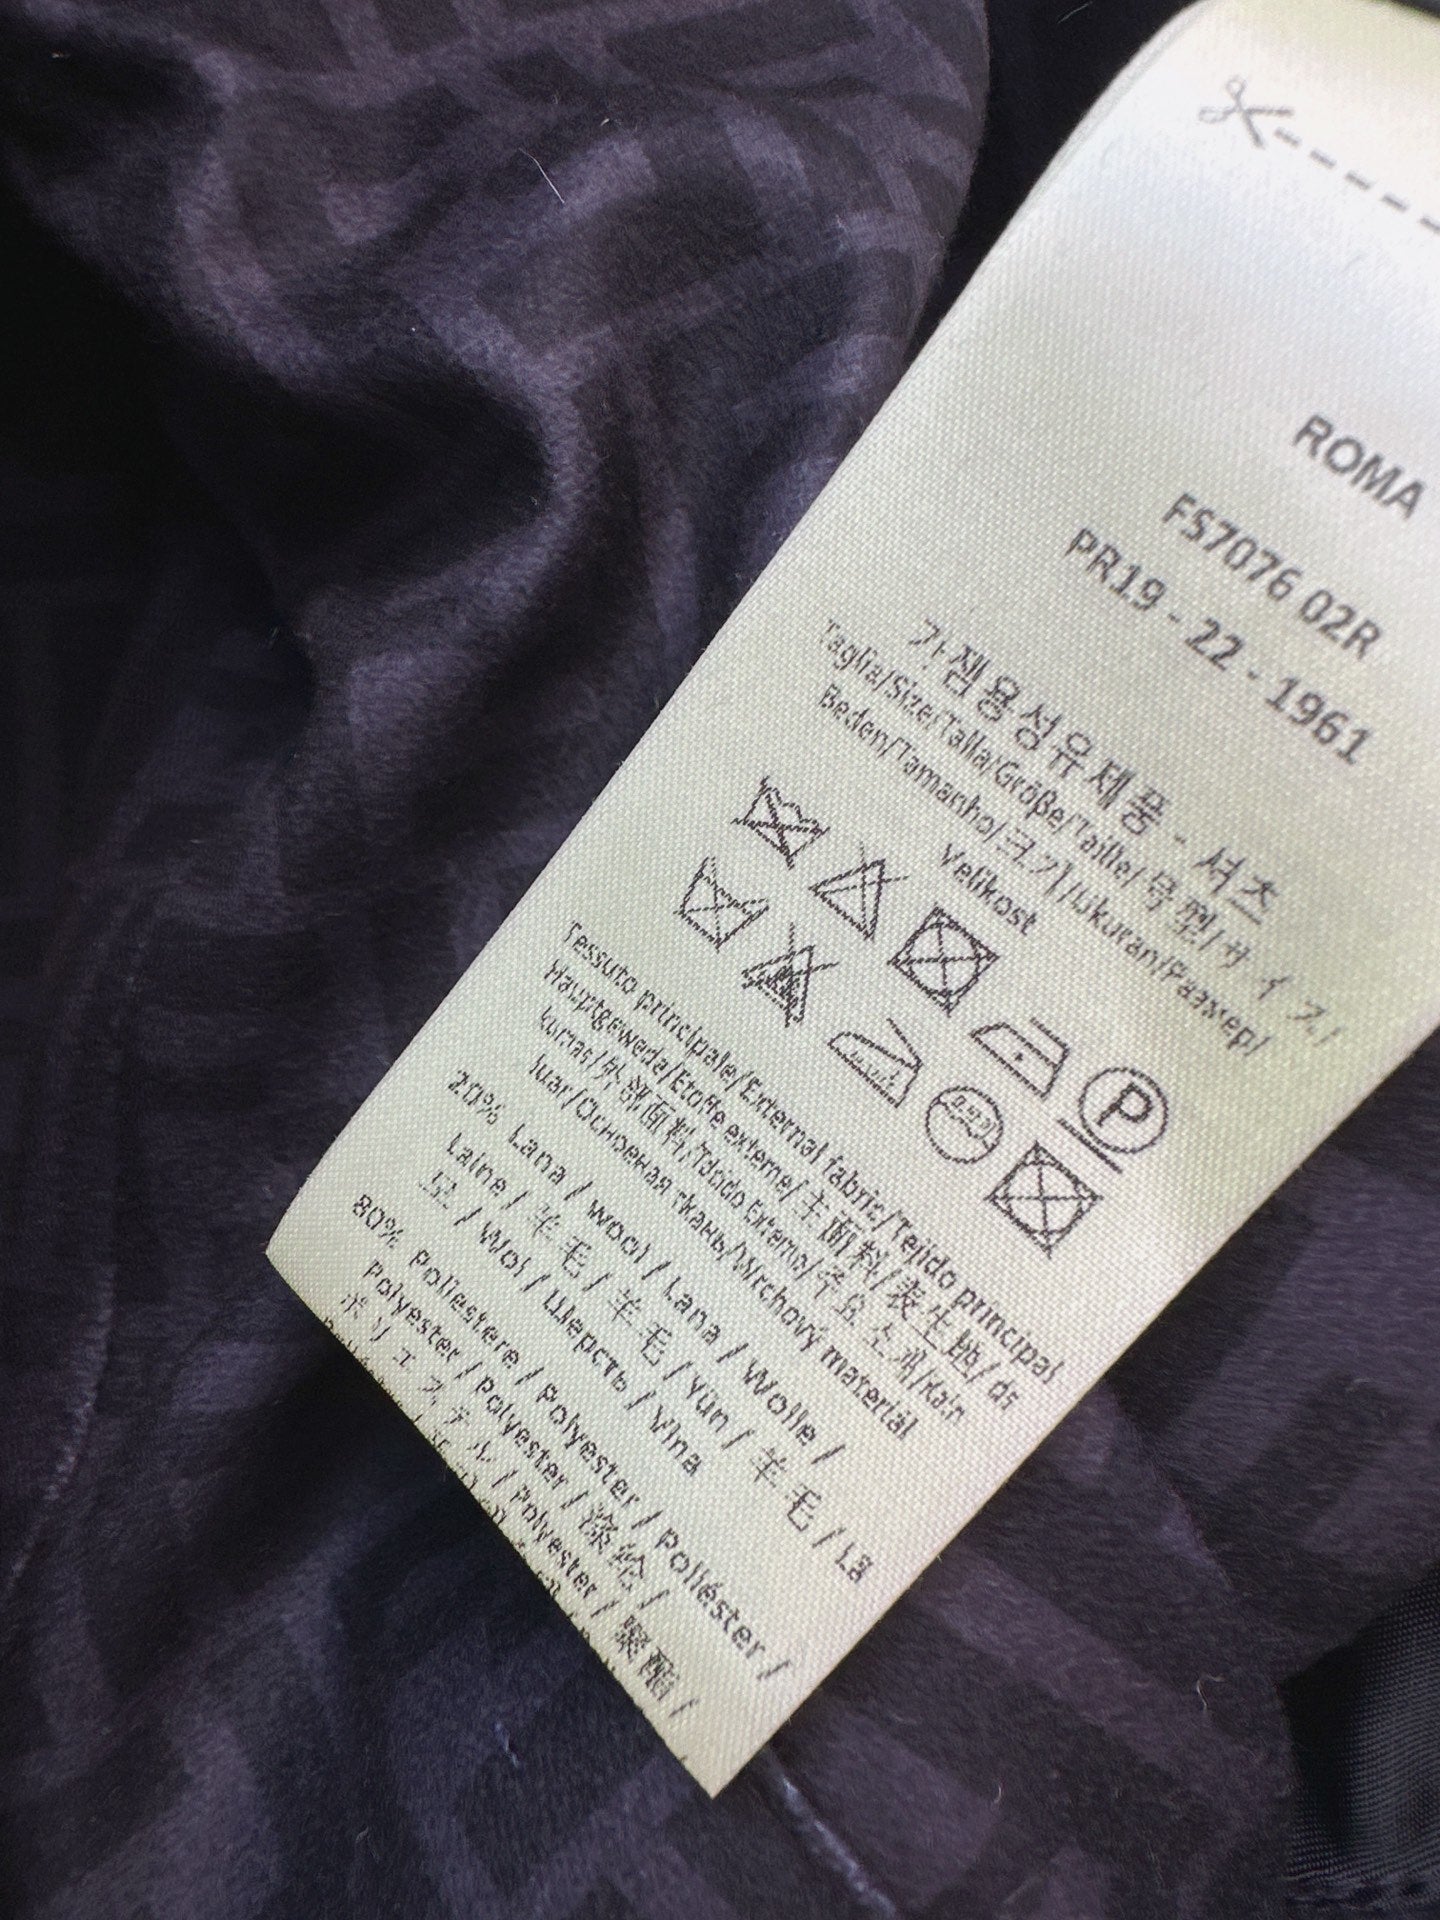 ROMA
FS7076 02R
PR19 - 22 - 1961
가정용섬유제품 - 셔츠
Taglia/Size/Talla/Größe/Taille/号型/サイズ/
Beden/Tamanho/크기/Ukuran/Размер/
Velikost
P
Tessuto principale/External fabric/Tejido principal
Hauptgewebe/Etoffe externe/主面料/表生地/dş
kumaş/外部面料/Tecido Externo/주요 소재/Kain
luar/Основная ткань/Vrchový materiál
20% Lana / Wool / Lana / Wolle /
Laine / 羊毛 / 羊毛 / Yün / 羊毛 / Lã
모 / Wol / Шерсть / Vlna
80% Poliestere / Polyester / Poliéster /
Polyester / Polyester / 涤纶 /
ポリエステル / Polyester / 聚酯 /